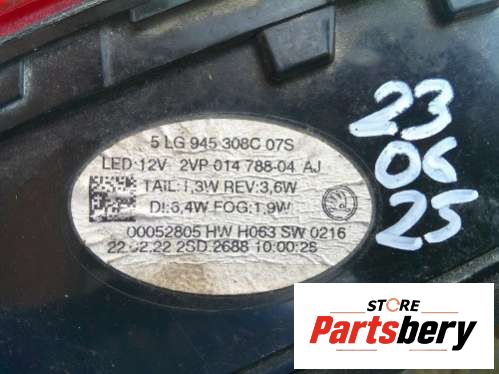 5 LG 945 308C 07S
LED 12V 2VP 014 788-04 AJ
TAIL:1,3W REV:3,6W
DI:6,4W FOG:1,9W
00052805 HW H063 SW 0216
22.02.22 2SD.2688 10:00:28
23
06
25
STORE
Partsbery